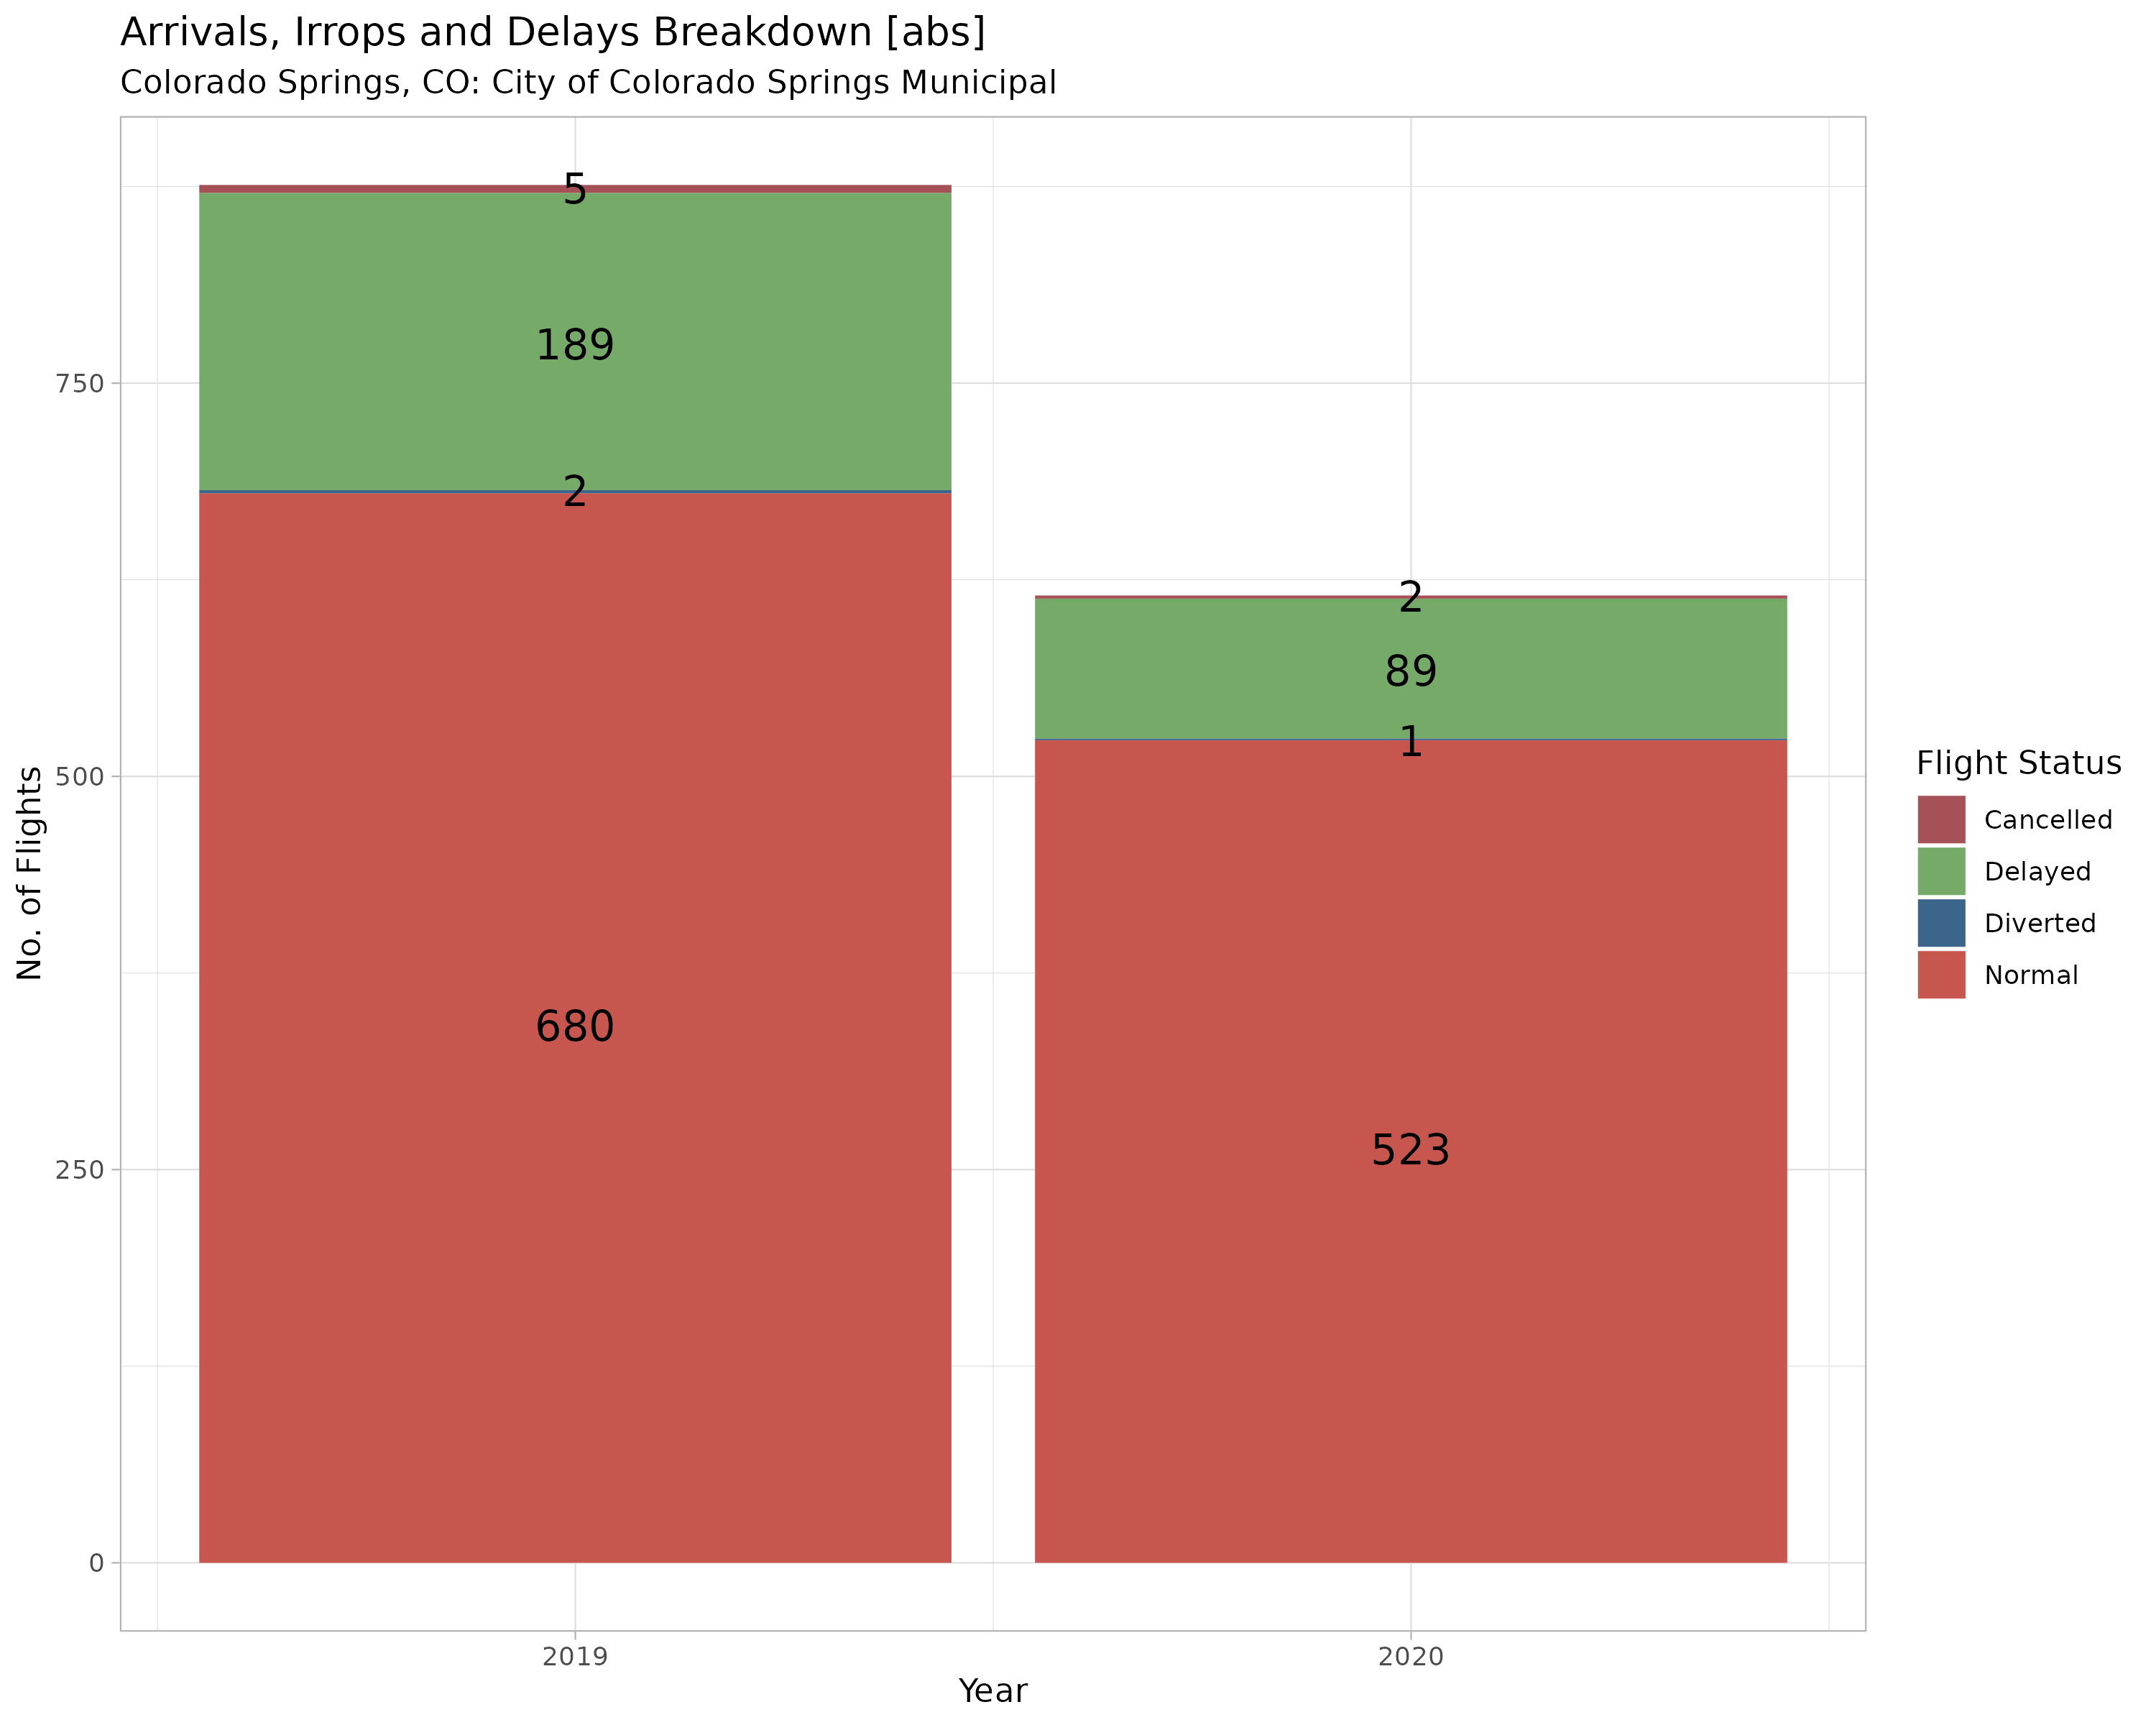 Arrivals, Irrops and Delays Breakdown [abs]
Colorado Springs, CO: City of Colorado Springs Municipal
5
189
2
680
2
89
1
523
750
500
250
0
No. of Flights
2019
2020
Year
Flight Status
Cancelled
Delayed
Diverted
Normal